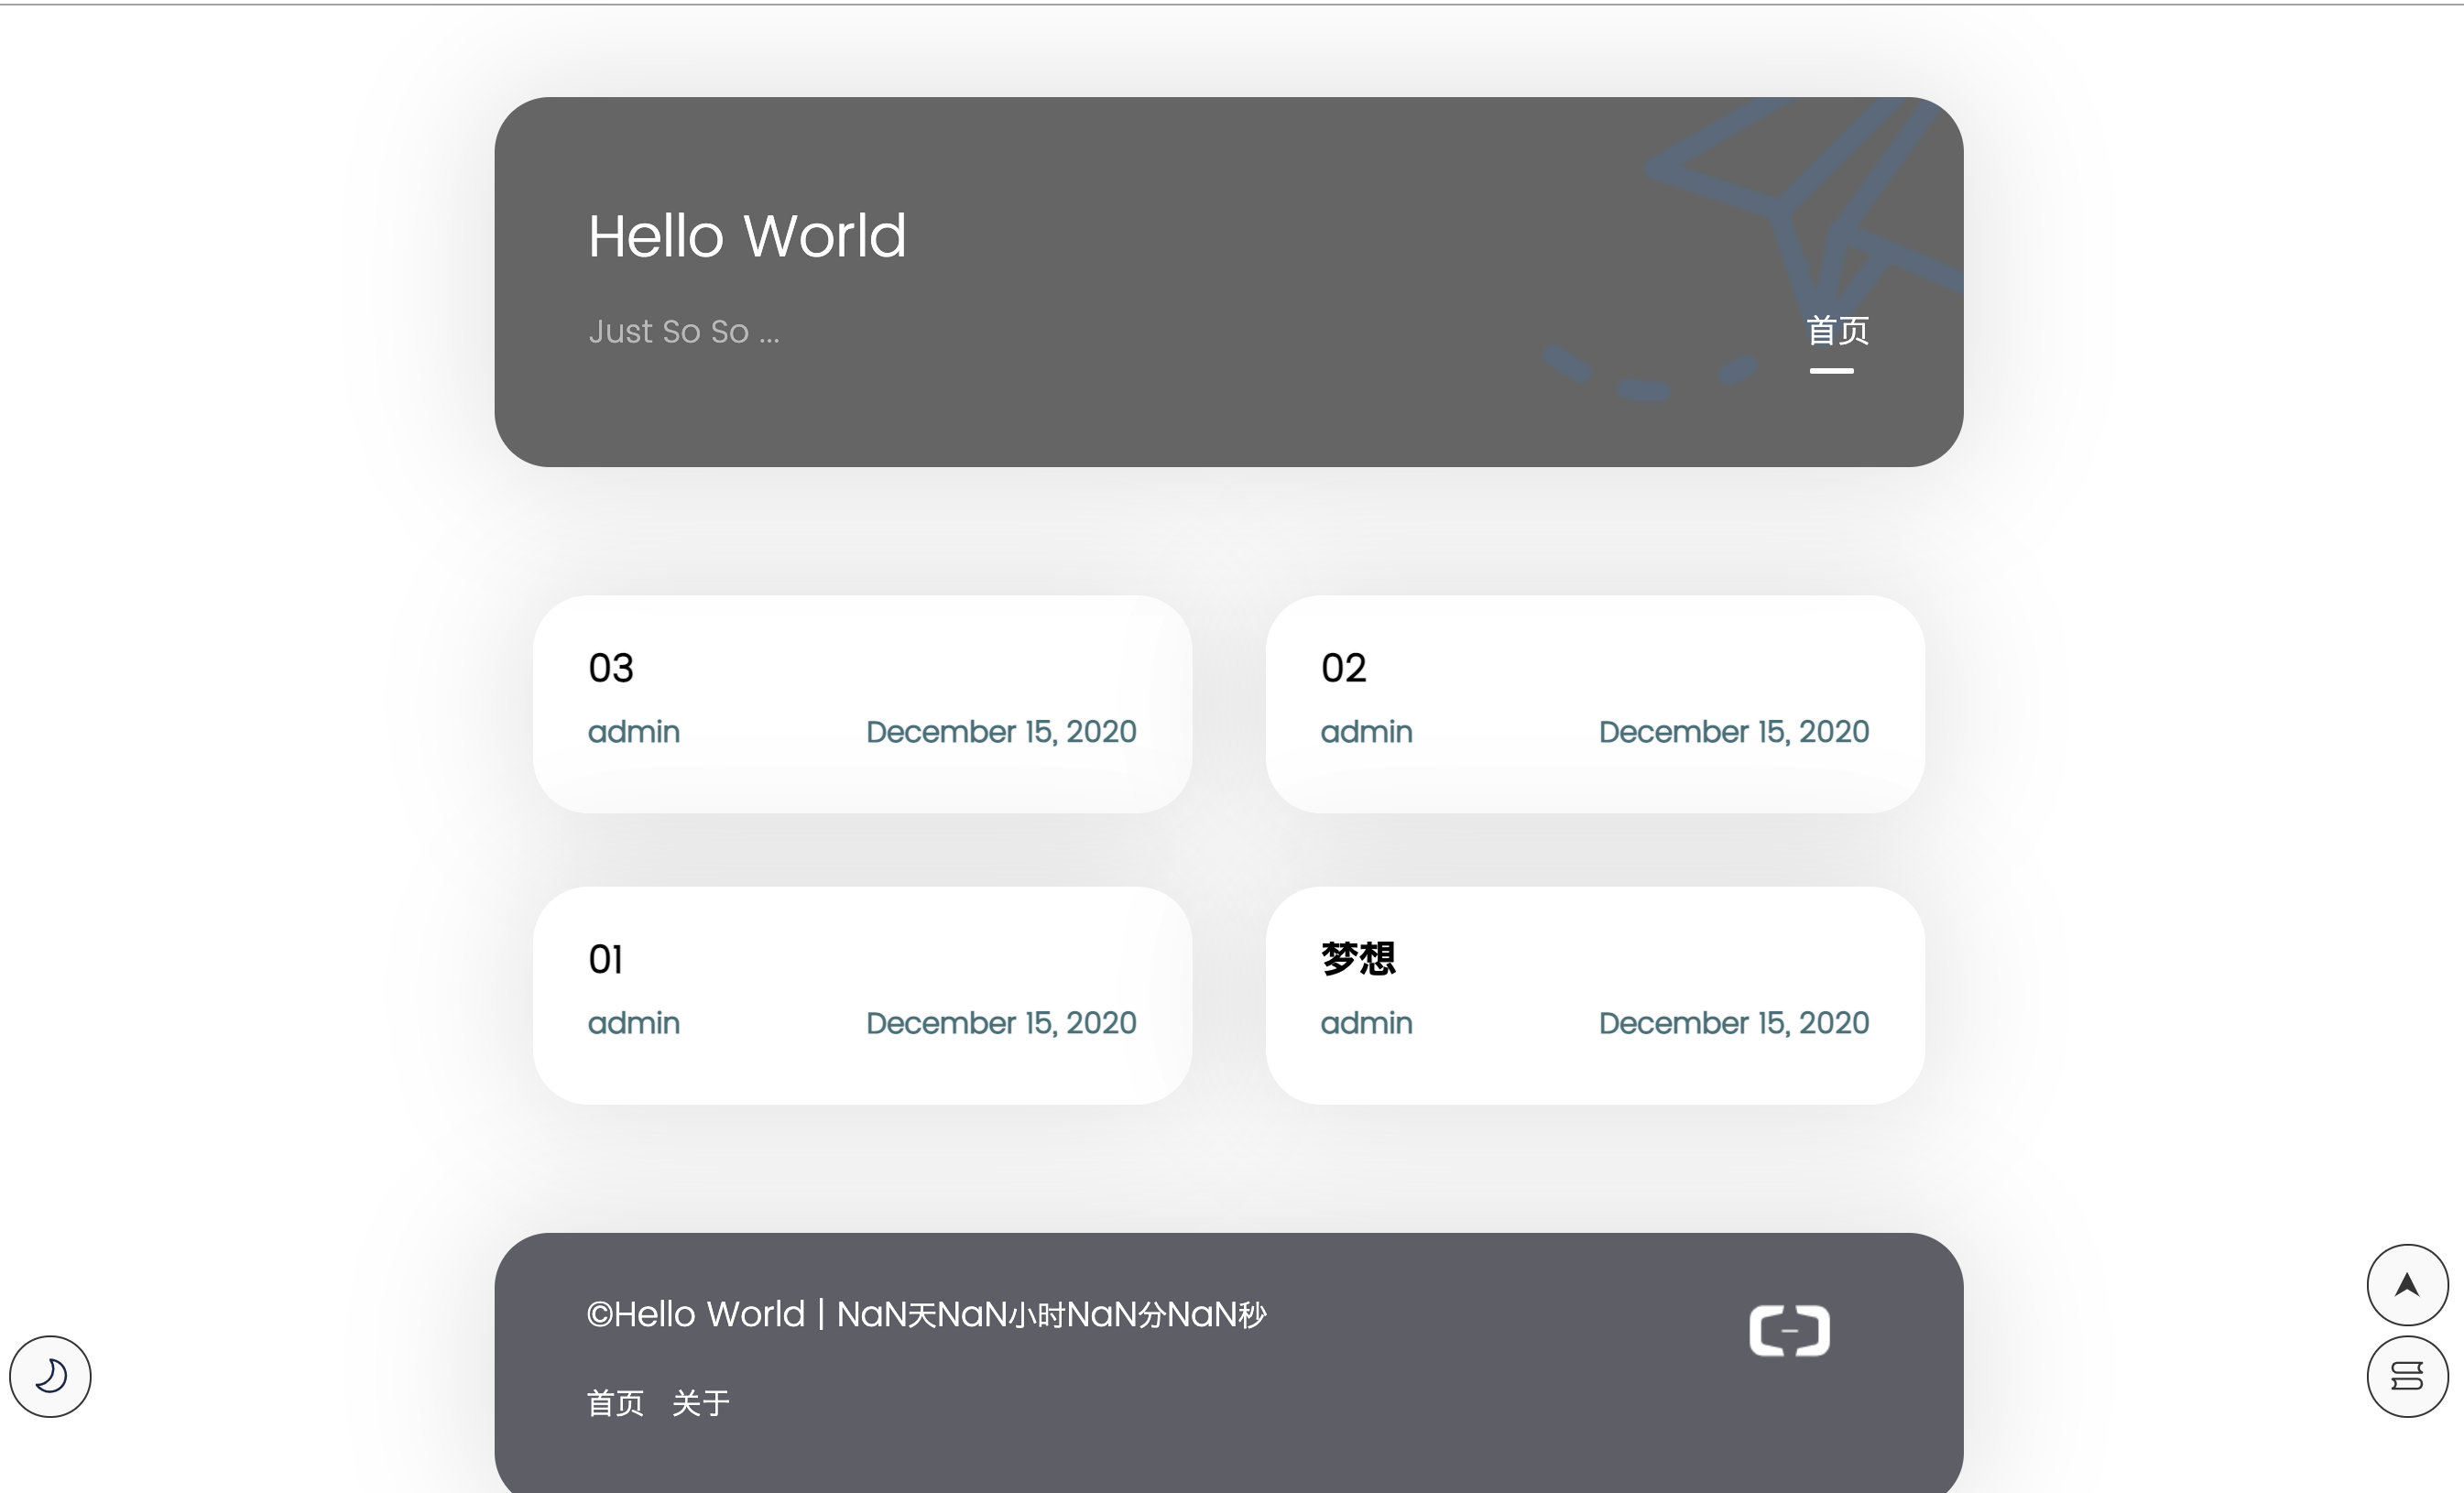 Hello World
Just So So ...
首页
03
admin December 15, 2020
02
admin December 15, 2020
01
admin December 15, 2020
梦想
admin December 15, 2020
©Hello World | NaN天NaN小时NaN分NaN秒
首页 关于